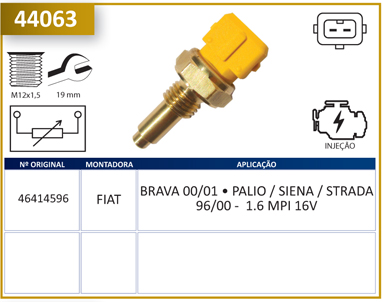 44063
M12x1,5
19 mm
INJEÇÃO
Nº ORIGINAL
MONTADORA
APLICAÇÃO
46414596
FIAT
BRAVA 00/01 • PALIO / SIENA / STRADA
96/00 - 1.6 MPI 16V